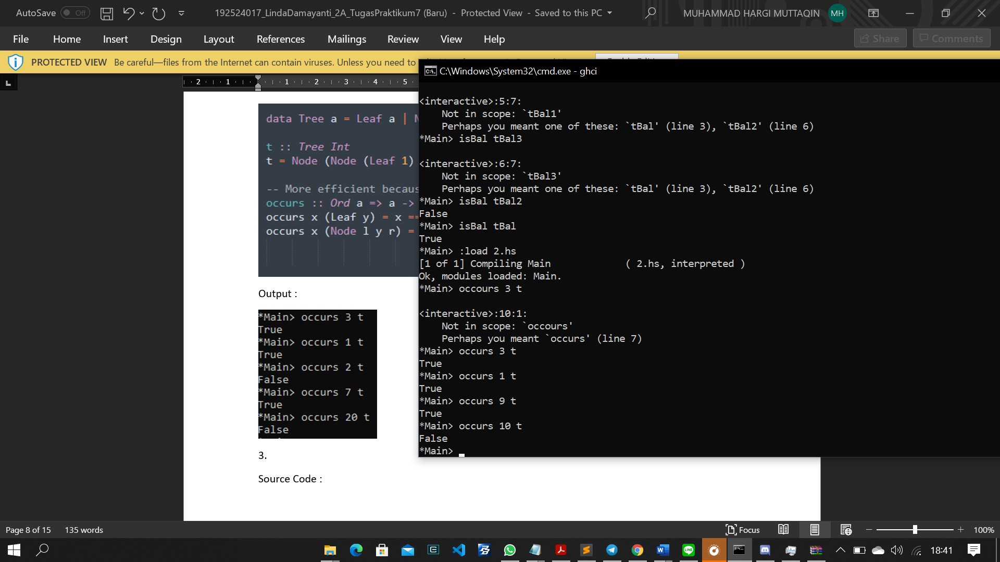 AutoSave Off
192524017_LindaDamayanti_2A_TugasPraktikum7 (Baru) - Protected View - Saved to this PC
MUHAMMAD HARGI MUTTAQIN MH
File Home Insert Design Layout References Mailings Review View Help
Share Comments
PROTECTED VIEW Be careful—files from the Internet can contain viruses. Unless you need to
2 1 1 2 3 4 5
data Tree a = Leaf a |
t :: Tree Int
t = Node (Node (Leaf 1)
-- More efficient becaus
occurs :: Ord a => a ->
occurs x (Leaf y) = x ==
occurs x (Node l y r) =
Output :
*Main> occurs 3 t
True
*Main> occurs 1 t
True
*Main> occurs 2 t
False
*Main> occurs 7 t
True
*Main> occurs 20 t
False
3.
Source Code :
C:\Windows\System32\cmd.exe - ghci
<interactive>:5:7:
Not in scope: `tBal1'
Perhaps you meant one of these: `tBal' (line 3), `tBal2' (line 6)
*Main> isBal tBal3
<interactive>:6:7:
Not in scope: `tBal3'
Perhaps you meant one of these: `tBal' (line 3), `tBal2' (line 6)
*Main> isBal tBal2
False
*Main> isBal tBal
True
*Main> :load 2.hs
[1 of 1] Compiling Main ( 2.hs, interpreted )
Ok, modules loaded: Main.
*Main> occours 3 t
<interactive>:10:1:
Not in scope: `occours'
Perhaps you meant `occurs' (line 7)
*Main> occurs 3 t
True
*Main> occurs 1 t
True
*Main> occurs 9 t
True
*Main> occurs 10 t
False
*Main>
Page 8 of 15 135 words
Focus
100%
18:41